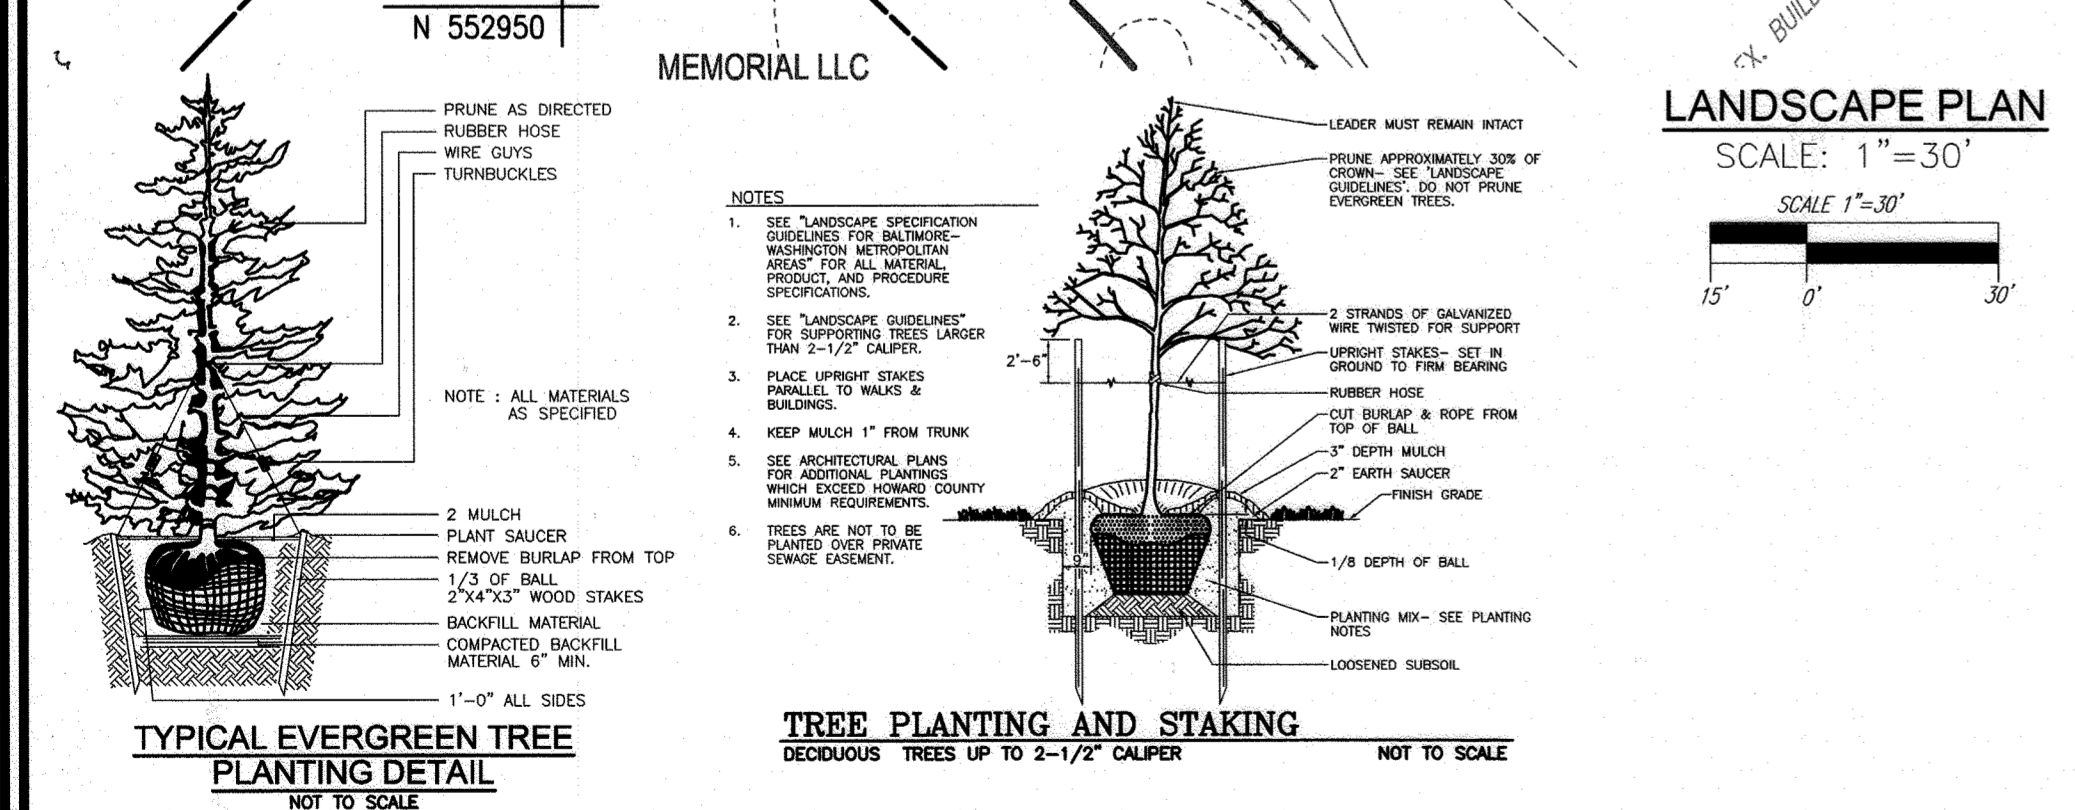 N 552950
MEMORIAL LLC
EX. BUILD
PRUNE AS DIRECTED
RUBBER HOSE
WIRE GUYS
TURNBUCKLES
NOTE : ALL MATERIALS
AS SPECIFIED
2 MULCH
PLANT SAUCER
REMOVE BURLAP FROM TOP
1/3 OF BALL
2"X4"X3" WOOD STAKES
BACKFILL MATERIAL
COMPACTED BACKFILL
MATERIAL 6" MIN.
1'-0" ALL SIDES
TYPICAL EVERGREEN TREE
PLANTING DETAIL
NOT TO SCALE
NOTES
1. SEE "LANDSCAPE SPECIFICATION
GUIDELINES FOR BALTIMORE-
WASHINGTON METROPOLITAN
AREAS" FOR ALL MATERIAL,
PRODUCT, AND PROCEDURE
SPECIFICATIONS.
2. SEE "LANDSCAPE GUIDELINES"
FOR SUPPORTING TREES LARGER
THAN 2-1/2" CALIPER.
3. PLACE UPRIGHT STAKES
PARALLEL TO WALKS &
BUILDINGS.
4. KEEP MULCH 1" FROM TRUNK
5. SEE ARCHITECTURAL PLANS
FOR ADDITIONAL PLANTINGS
WHICH EXCEED HOWARD COUNTY
MINIMUM REQUIREMENTS.
6. TREES ARE NOT TO BE
PLANTED OVER PRIVATE
SEWAGE EASEMENT.
LEADER MUST REMAIN INTACT
PRUNE APPROXIMATELY 30% OF
CROWN- SEE 'LANDSCAPE
GUIDELINES'. DO NOT PRUNE
EVERGREEN TREES.
2 STRANDS OF GALVANIZED
WIRE TWISTED FOR SUPPORT
2'-6"
UPRIGHT STAKES- SET IN
GROUND TO FIRM BEARING
RUBBER HOSE
CUT BURLAP & ROPE FROM
TOP OF BALL
3" DEPTH MULCH
2" EARTH SAUCER
FINISH GRADE
9"
1/8 DEPTH OF BALL
PLANTING MIX- SEE PLANTING
NOTES
LOOSENED SUBSOIL
TREE PLANTING AND STAKING
DECIDUOUS TREES UP TO 2-1/2" CALIPER NOT TO SCALE
LANDSCAPE PLAN
SCALE: 1"=30'
SCALE 1"=30'
15' 0' 30'